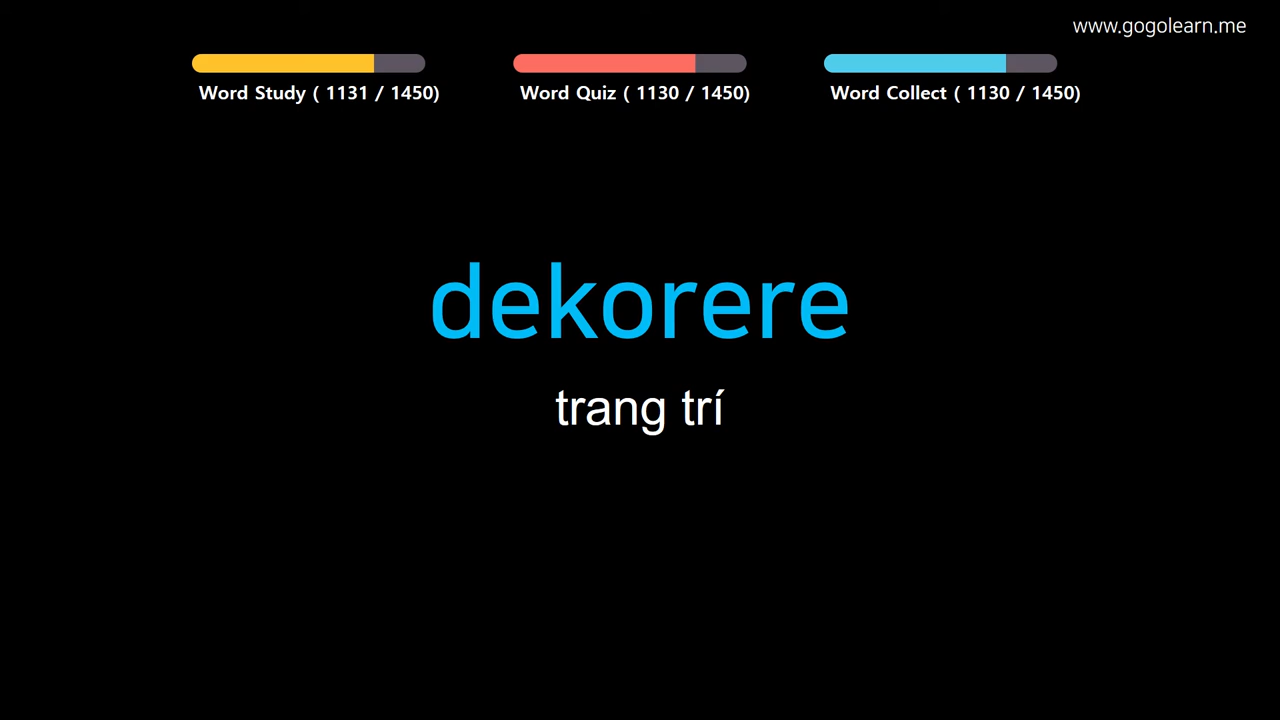 www.gogolearn.me
Word Study ( 1131 / 1450)
Word Quiz ( 1130 / 1450)
Word Collect ( 1130 / 1450)
dekorere
trang trí